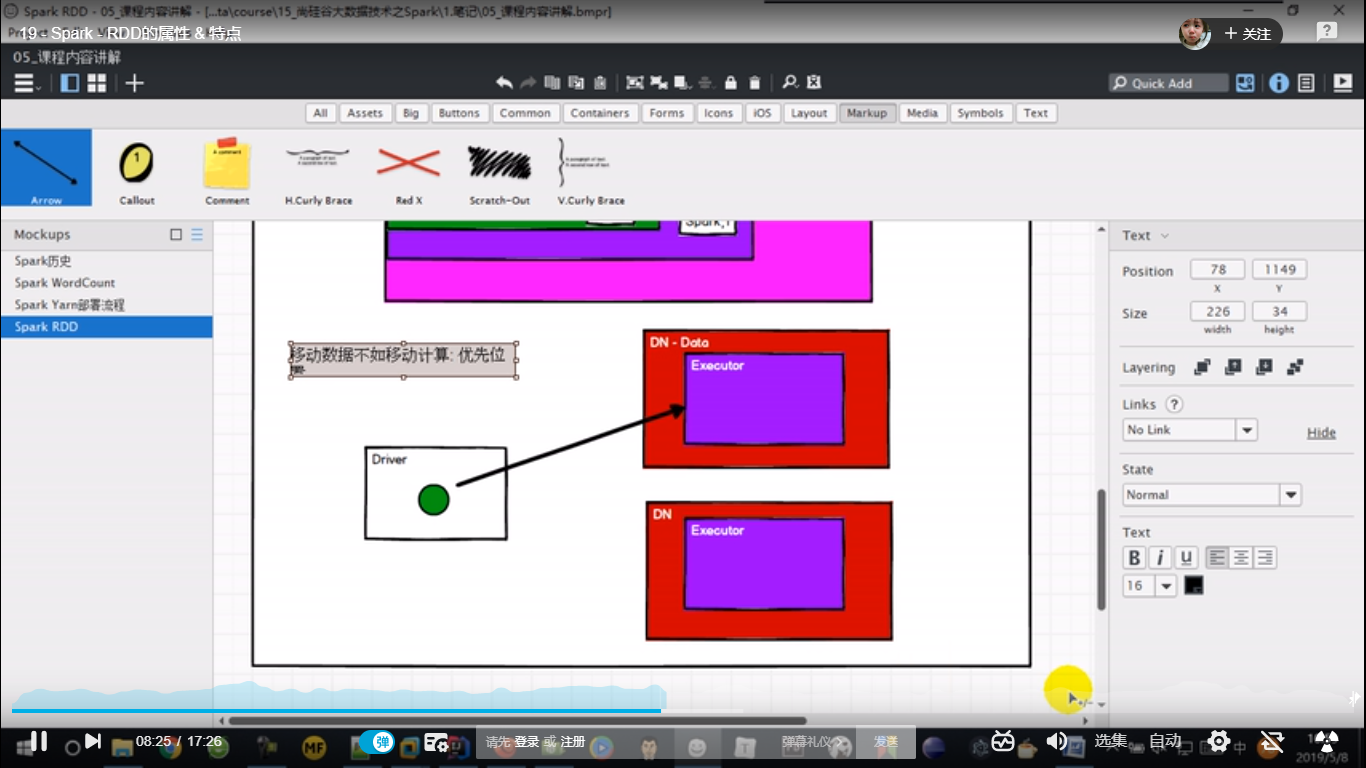 Spark RDD - 05_课程内容讲解 - [...ta\course\15_尚硅谷大数据技术之Spark\1.笔记\05_课程内容讲解.bmpr]
19 - Spark - RDD的属性 & 特点
+ 关注
05_课程内容讲解
Quick Add
All Assets Big Buttons Common Containers Forms Icons iOS Layout Markup Media Symbols Text
1
A comment
Arrow Callout Comment H.Curly Brace Red X Scratch-Out V.Curly Brace
Mockups
Spark历史
Spark WordCount
Spark Yarn部署流程
Spark RDD
移动数据不如移动计算: 优先位
DN - Data
Executor
Driver
DN
Executor
Text
Position 78 1149
X Y
Size 226 34
width height
Layering
Links ?
No Link Hide
State
Normal
Text
B i U
16
08:25 / 17:26
弹
请先 登录 或 注册
弹幕礼仪 >
发送
选集
自动
中
2019/5/8